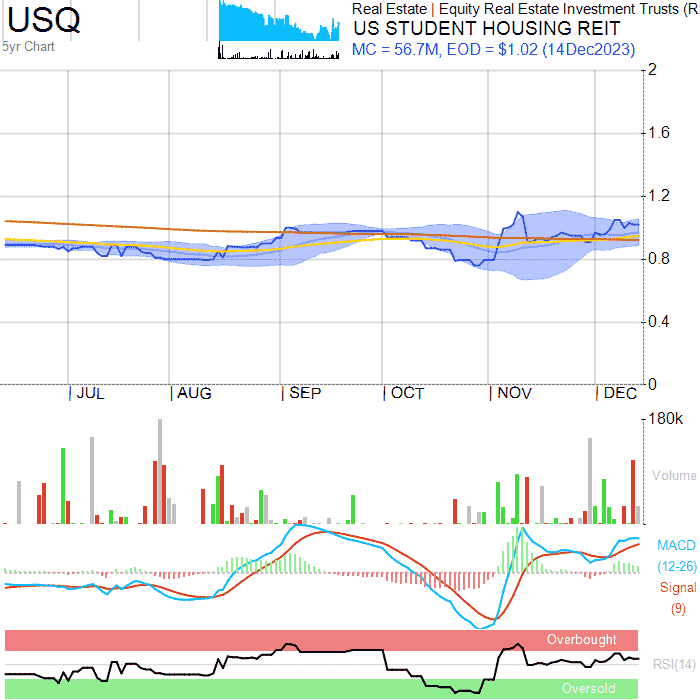 USQ
5yr Chart
Real Estate | Equity Real Estate Investment Trusts (R
US STUDENT HOUSING REIT
MC = 56.7M, EOD = $1.02 (14Dec2023)
2
1.6
1.2
0.8
0.4
0
JUL
AUG
SEP
OCT
NOV
DEC
180k
Volume
MACD
(12-26)
Signal
(9)
Overbought
RSI(14)
Oversold